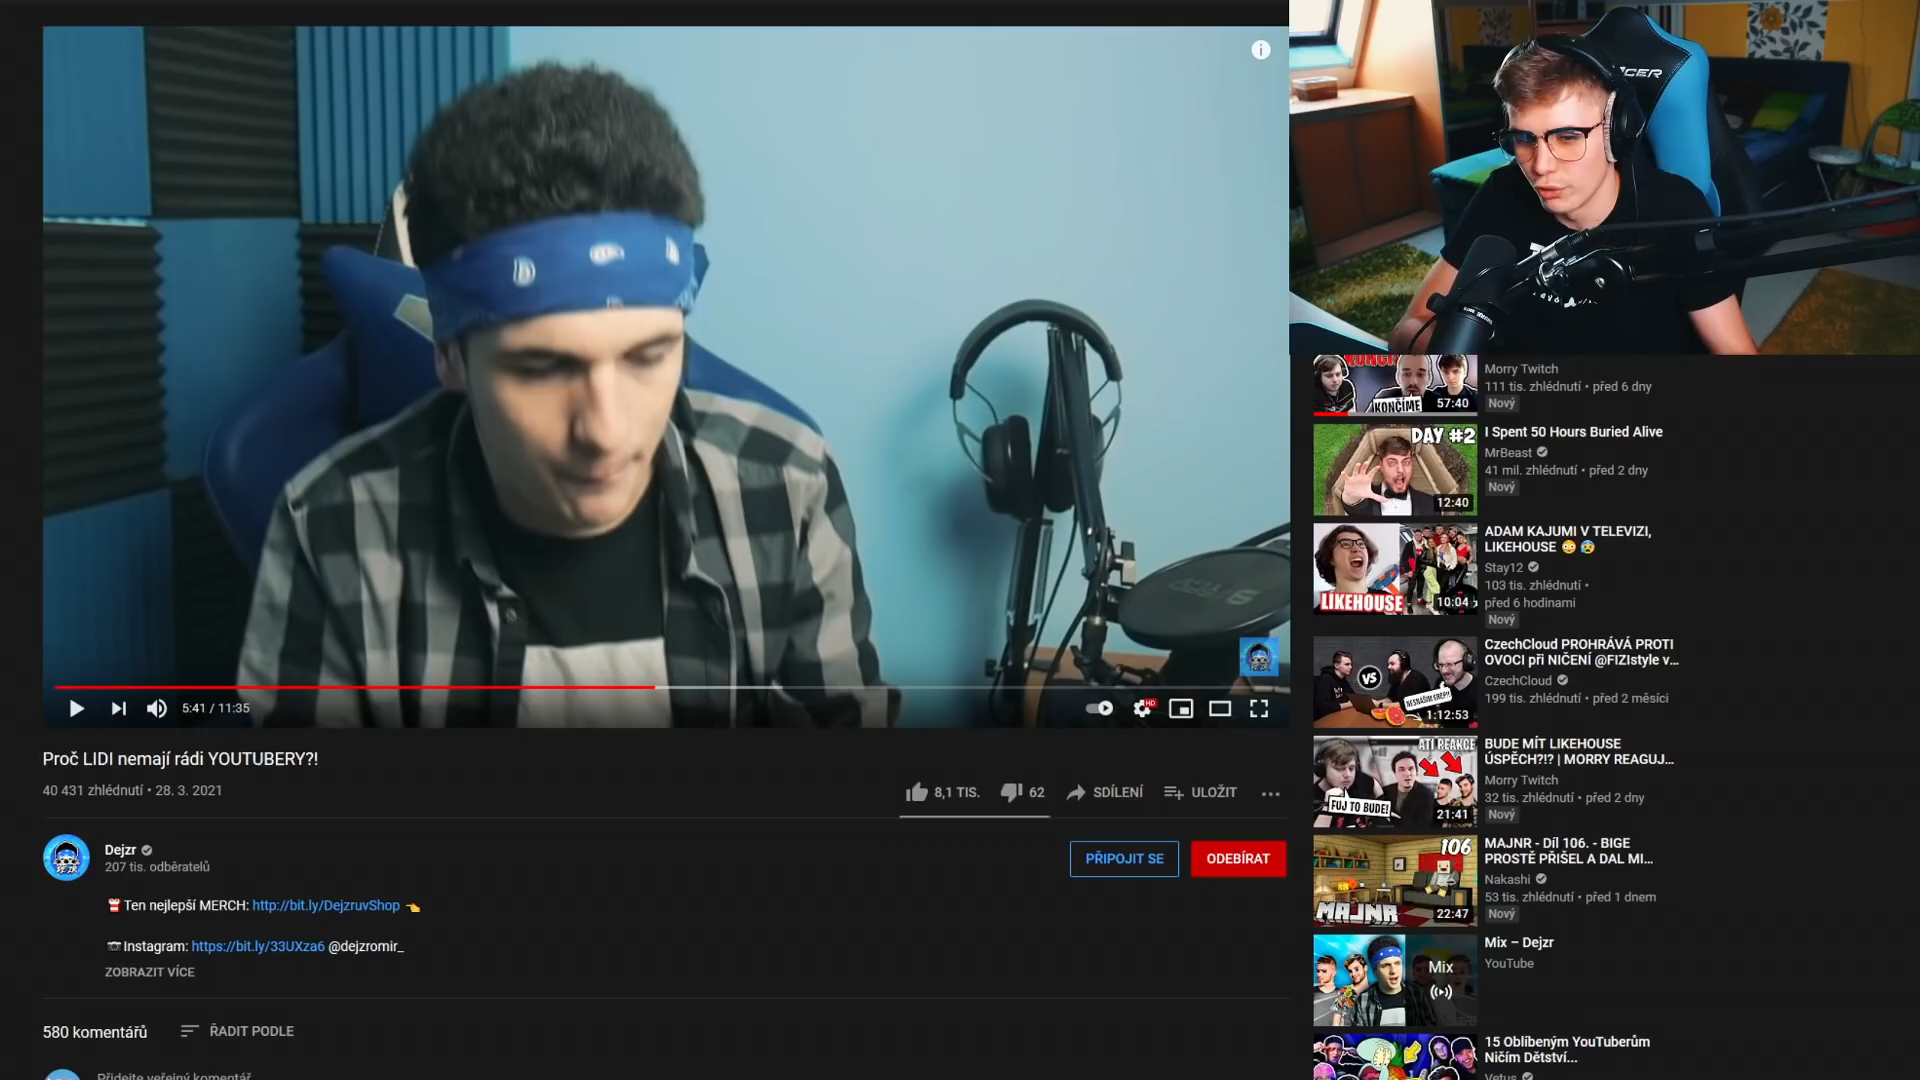 5:41 / 11:35
HD
Proč LIDI nemají rádi YOUTUBERY?!
40 431 zhlédnutí • 28. 3. 2021
8,1 TIS.
62
SDÍLENÍ
ULOŽIT
Dejzr
207 tis. odběratelů
PŘIPOJIT SE
ODEBÍRAT
Ten nejlepší MERCH: http://bit.ly/DejzruvShop
Instagram: https://bit.ly/33UXza6 @dejzromir_
ZOBRAZIT VÍCE
580 komentářů
ŘADIT PODLE
Přidejte veřejný komentář
KONČÍME
57:40
Morry Twitch
111 tis. zhlédnutí • před 6 dny
Nový
DAY #2
12:40
I Spent 50 Hours Buried Alive
MrBeast
41 mil. zhlédnutí • před 2 dny
Nový
LIKEHOUSE
10:04
ADAM KAJUMI V TELEVIZI,
LIKEHOUSE 😳 😰
Stay12
103 tis. zhlédnutí •
před 6 hodinami
Nový
VS
1:12:53
CzechCloud PROHRÁVÁ PROTI
OVOCI při NIČENÍ @FIZIstyle v...
CzechCloud
199 tis. zhlédnutí • před 2 měsíci
ATI REAKCE
FUJ TO BUDE!
21:41
BUDE MÍT LIKEHOUSE
ÚSPĚCH?!? | MORRY REAGUJ...
Morry Twitch
32 tis. zhlédnutí • před 2 dny
Nový
106
MAJNR
22:47
MAJNR - Díl 106. - BIGE
PROSTĚ PŘIŠEL A DAL MI...
Nakashi
53 tis. zhlédnutí • před 1 dnem
Nový
Mix
Mix – Dejzr
YouTube
15 Oblíbeným YouTuberům
Ničím Dětství...
Vetus